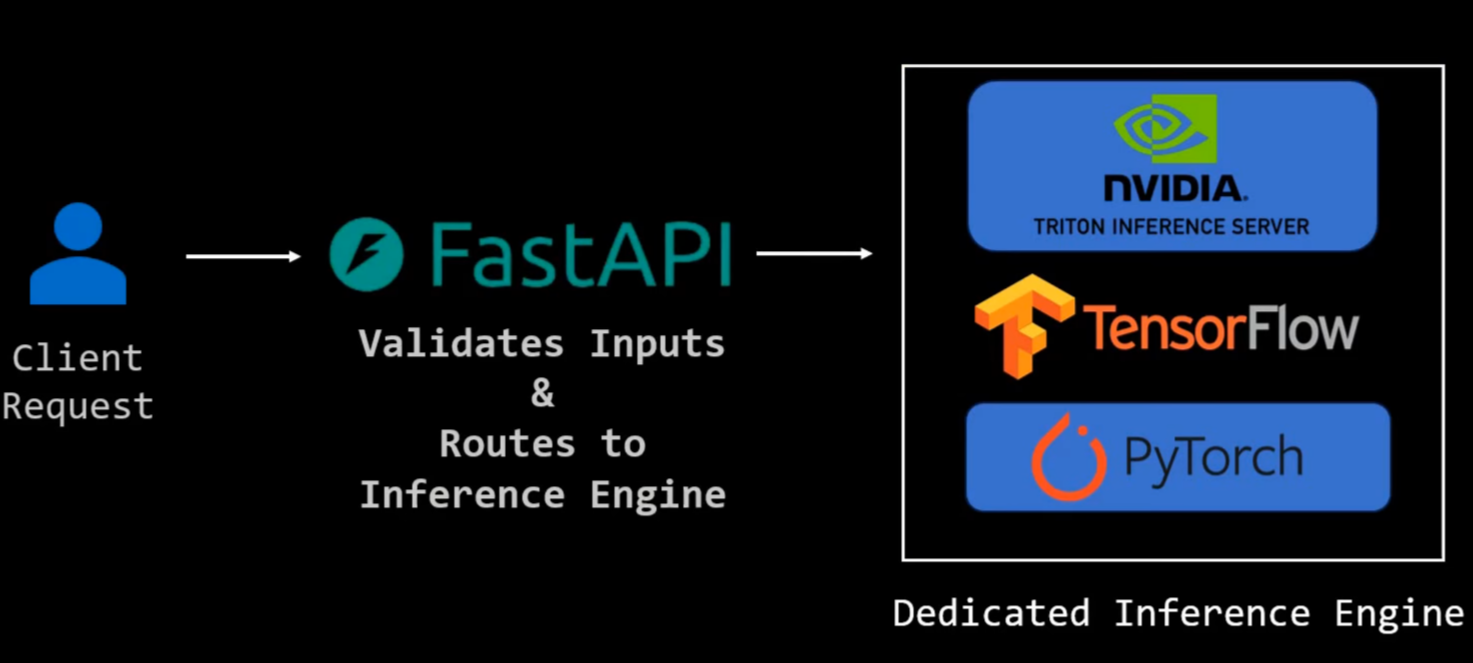 Client
Request
FastAPI
Validates Inputs
&
Routes to
Inference Engine
NVIDIA.
TRITON INFERENCE SERVER
TensorFlow
PyTorch
Dedicated Inference Engine